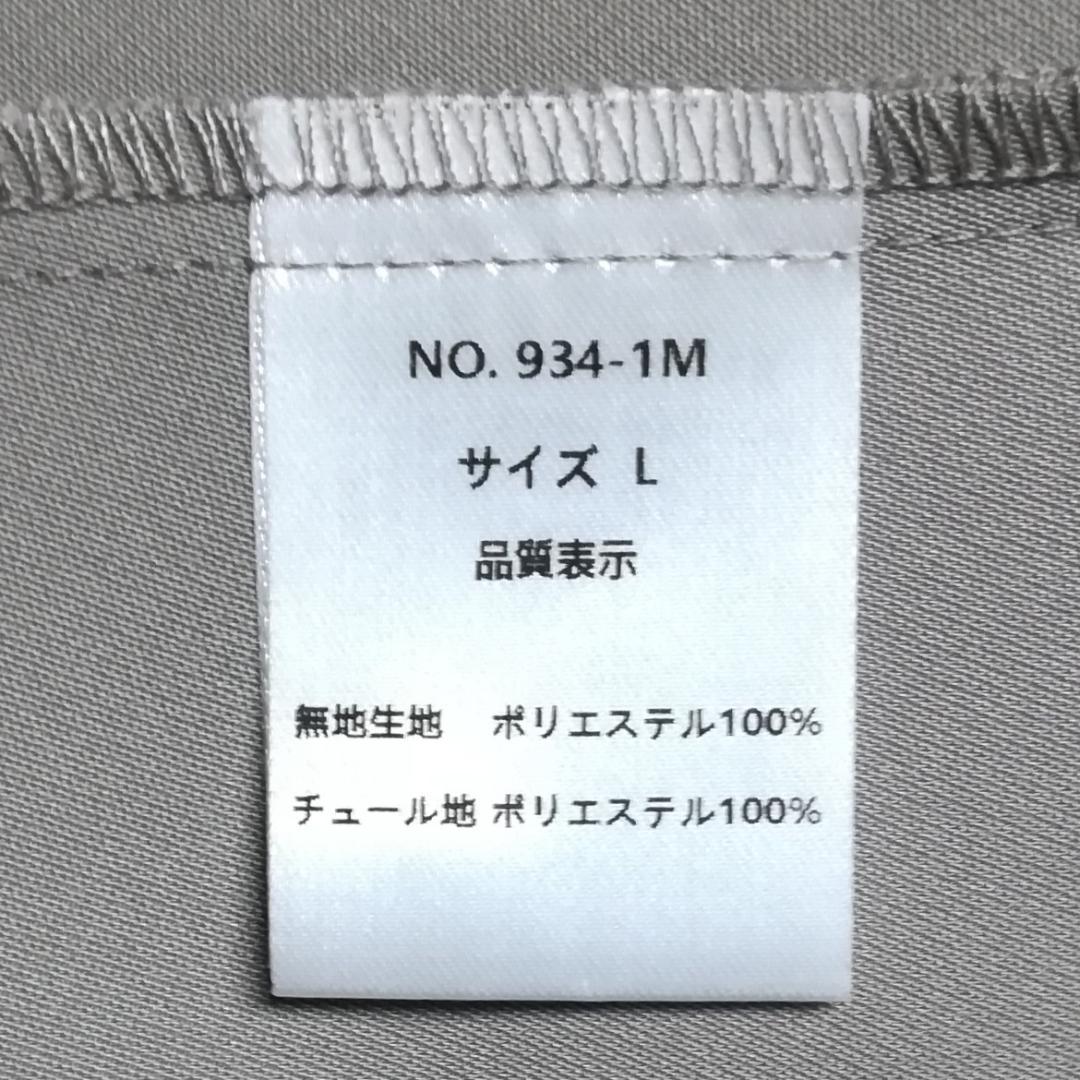 NO. 934-1M
サイズ L
品質表示
無地生地 ポリエステル100%
チュール地 ポリエステル100%